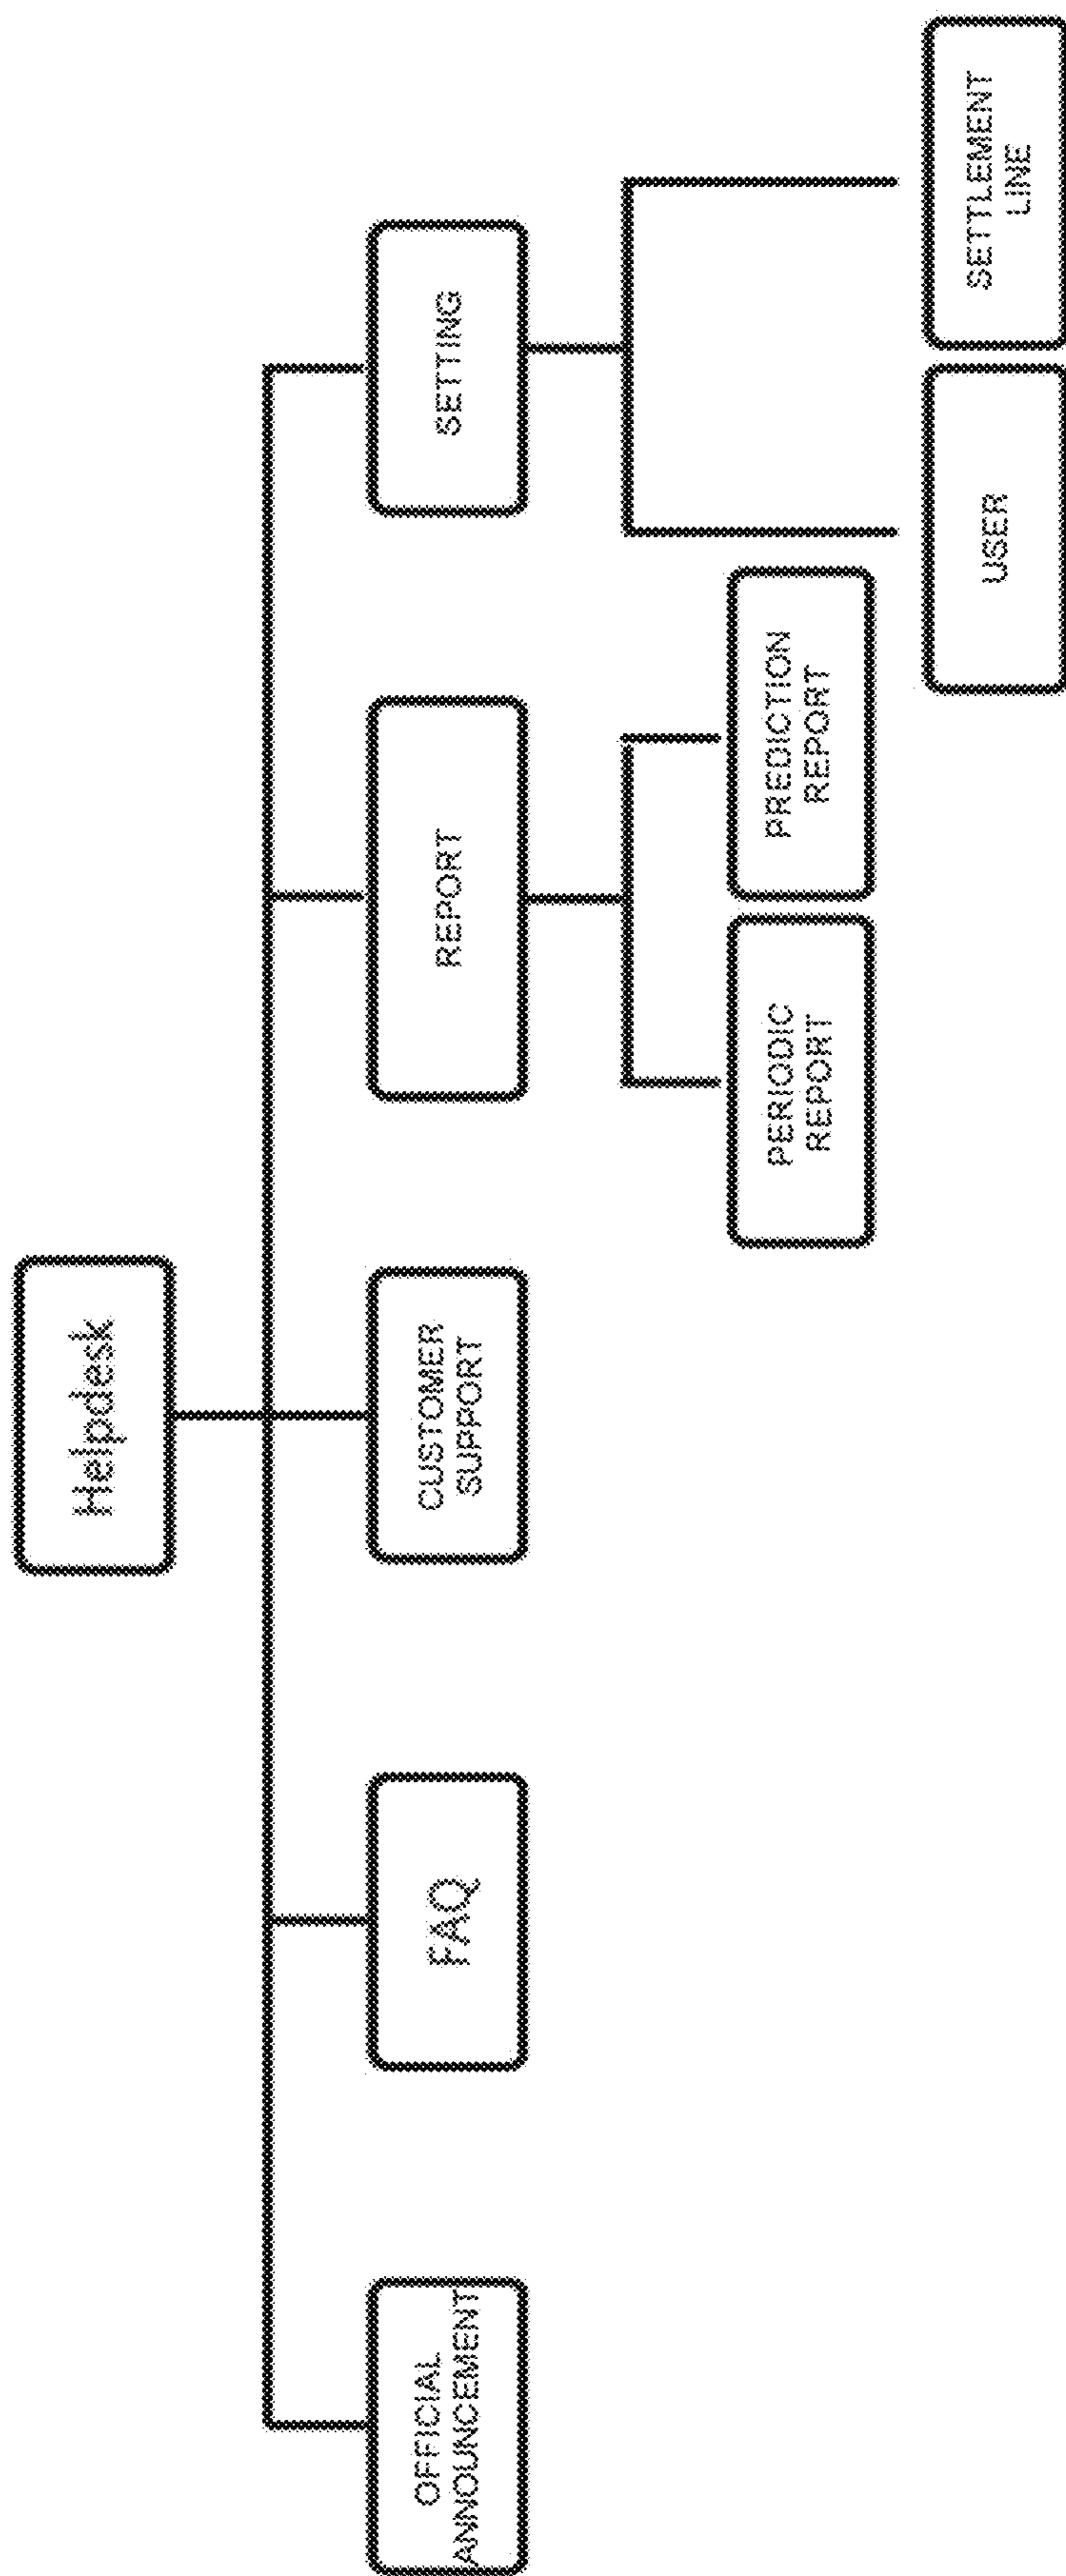 Helpdesk
OFFICIAL
ANNOUNCEMENT
FAQ
CUSTOMER
SUPPORT
REPORT
SETTING
PERIODIC
REPORT
PREDICTION
REPORT
USER
SETTLEMENT
LINE